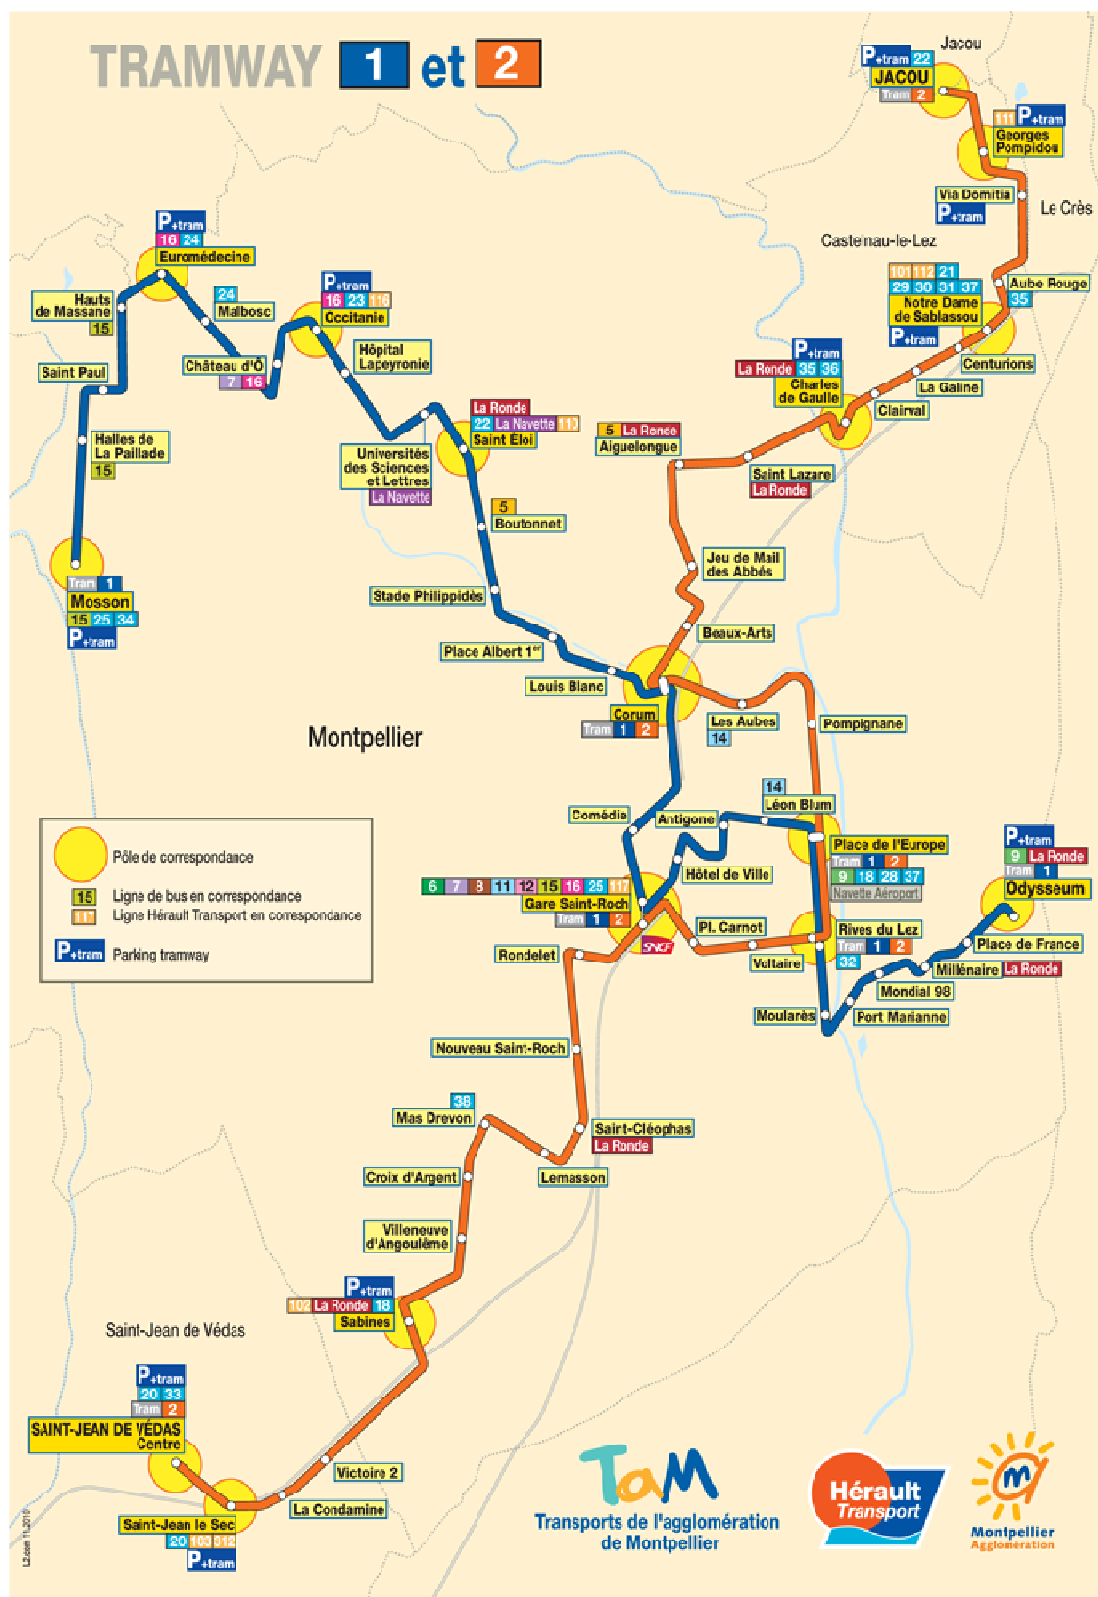 TRAMWAY 1 et 2
Jacou
P+tram 22
JACOU
Tram 2
111 P+tram
Georges
Pompidou
Via Domitia
P+tram
Le Crès
Castelnau-le-Lez
101 112 21
29 30 31 37
Notre Dame
de Sablassou
P+tram
Aube Rouge
35
Centurions
La Galine
Clairval
P+tram
La Ronde 35 36
Charles
de Gaulle
Saint Lazare
La Ronde
5 La Ronde
Aiguelongue
Jeu de Mail
des Abbés
Beaux-Arts
P+tram
16 24
Euromédecine
Hauts
de Massane
15
24
Malbosc
P+tram
16 23 116
Occitanie
Château d'Ô
7 16
Hôpital
Lapeyronie
Saint Paul
Halles de
La Paillade
15
Tram 1
Mosson
15 25 34
P+tram
La Ronde
22 La Navette 110
Saint Éloi
Universités
des Sciences
et Lettres
La Navette
5
Boutonnet
Stade Philippidès
Place Albert 1er
Louis Blanc
Corum
Tram 1 2
Les Aubes
14
Pompignane
Montpellier
14
Léon Blum
Comédie
Antigone
Hôtel de Ville
Place de l'Europe
Tram 1 2
9 18 28 37
Navette Aéroport
P+tram
9 La Ronde
Tram 1
Odysseum
6 7 8 11 12 15 16 25 117
Gare Saint-Roch
Tram 1 2
SNCF
Pl. Carnot
Voltaire
Rives du Lez
Tram 1 2
32
Place de France
Millénaire La Ronde
Mondial 98
Port Marianne
Moularès
Rondelet
Nouveau Saint-Roch
Saint-Cléophas
La Ronde
Lemasson
38
Mas Drevon
Croix d'Argent
Villeneuve
d'Angoulême
P+tram
102 La Ronde 18
Sabines
Saint-Jean de Védas
P+tram
20 33
Tram 2
SAINT-JEAN DE VÉDAS
Centre
Saint-Jean le Sec
20 103 312
P+tram
La Condamine
Victoire 2
Pôle de correspondance
15 Ligne de bus en correspondance
117 Ligne Hérault Transport en correspondance
P+tram Parking tramway
TaM
Transports de l'agglomération
de Montpellier
Hérault
Transport
m
Montpellier
Agglomération